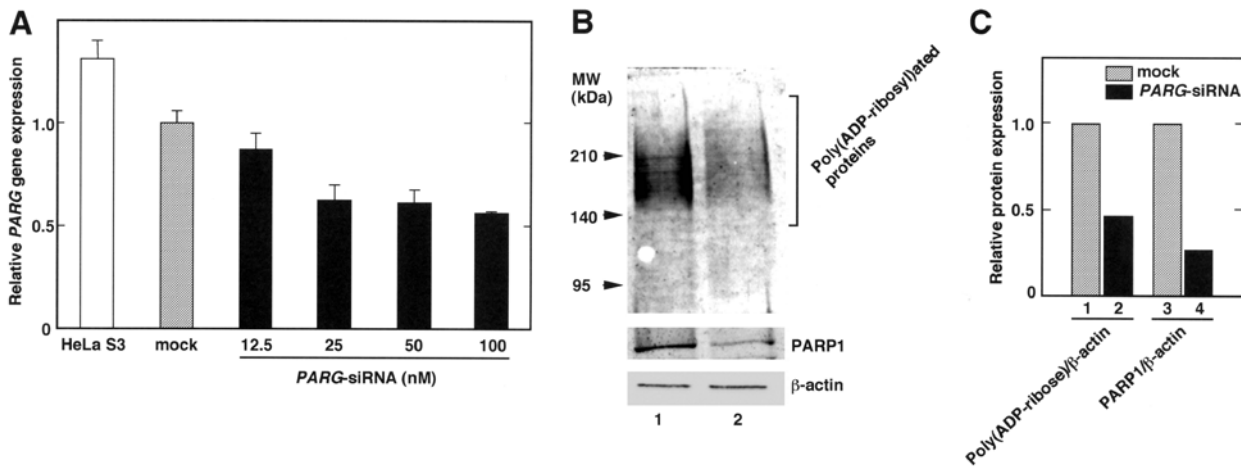 A
Relative PARG gene expression
1.0
0.5
0
HeLa S3 mock 12.5 25 50 100
PARG-siRNA (nM)
B
MW
(kDa)
210
140
95
Poly(ADP-ribosyl)ated
proteins
PARP1
β-actin
1 2
C
mock
PARG-siRNA
Relative protein expression
1.0
0.5
0
1 2 3 4
Poly(ADP-ribose)/β-actin
PARP1/β-actin